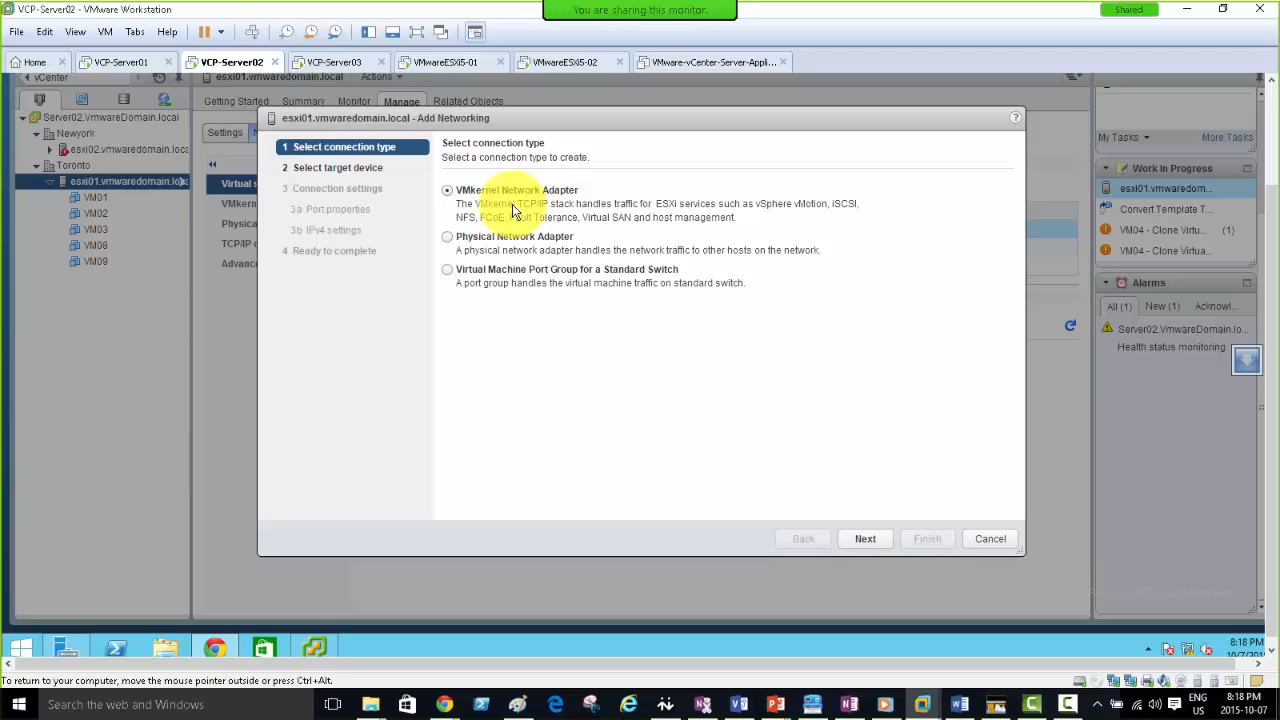 You are sharing this monitor.
VCP-Server02 - VMware Workstation
Shared
File Edit View VM Tabs Help
Home VCP-Server01 VCP-Server02 VCP-Server03 VMwareESXi5-01 VMwareESXi5-02 VMware-vCenter-Server-Appli...
vCenter
esxi01.vmwaredomain.local Actions
Getting Started Summary Monitor Manage Related Objects
Server02.VmwareDomain.local
Newyork
esxi02.vmwaredomain.local
Toronto
esxi01.vmwaredomain.lo
VM01
VM02
VM03
VM08
VM09
Settings
Virtual s
VMkern
Physica
TCP/IP c
Advanc
esxi01.vmwaredomain.local - Add Networking
1 Select connection type
2 Select target device
3 Connection settings
3a Port properties
3b IPv4 settings
4 Ready to complete
Select connection type
Select a connection type to create.
VMkernel Network Adapter
The VMkernel TCP/IP stack handles traffic for ESXi services such as vSphere vMotion, iSCSI,
NFS, FCoE, Fault Tolerance, Virtual SAN and host management.
Physical Network Adapter
A physical network adapter handles the network traffic to other hosts on the network.
Virtual Machine Port Group for a Standard Switch
A port group handles the virtual machine traffic on standard switch.
Back Next Finish Cancel
My Tasks More Tasks
Work In Progress
esxi01.vmwaredom...
Convert Template T...
VM04 - Clone Virtu... (1)
VM04 - Clone Virtu...
Alarms
All (1) New (1) Acknowl...
Server02.VmwareDomain.lo...
Health status monitoring
8:18 PM
10/7/201
To return to your computer, move the mouse pointer outside or press Ctrl+Alt.
Search the web and Windows
ENG 8:18 PM
US 2015-10-07